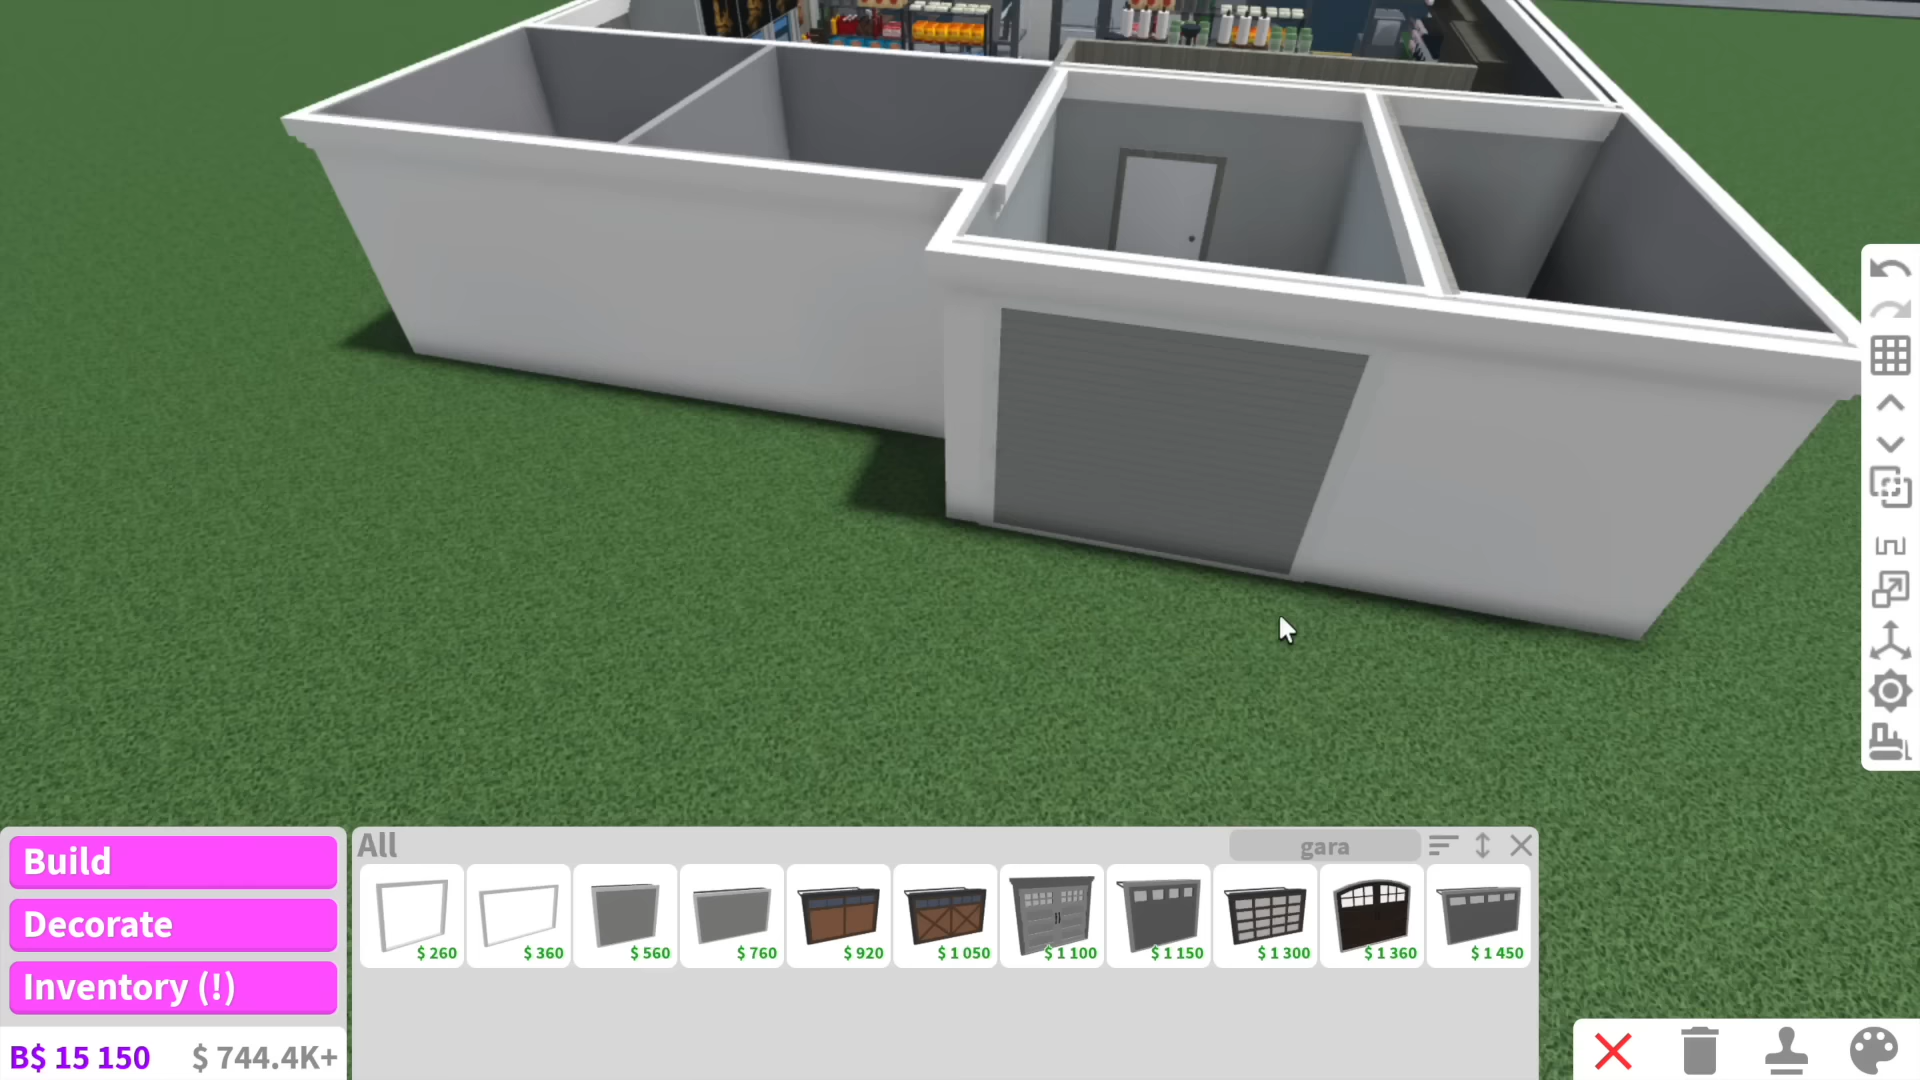 All
gara
$ 260
$ 360
$ 560
$ 760
$ 920
$ 1 050
$ 1 100
$ 1 150
$ 1 300
$ 1 360
$ 1 450
Build
Decorate
Inventory (!)
B$ 15 150 $ 744.4K+